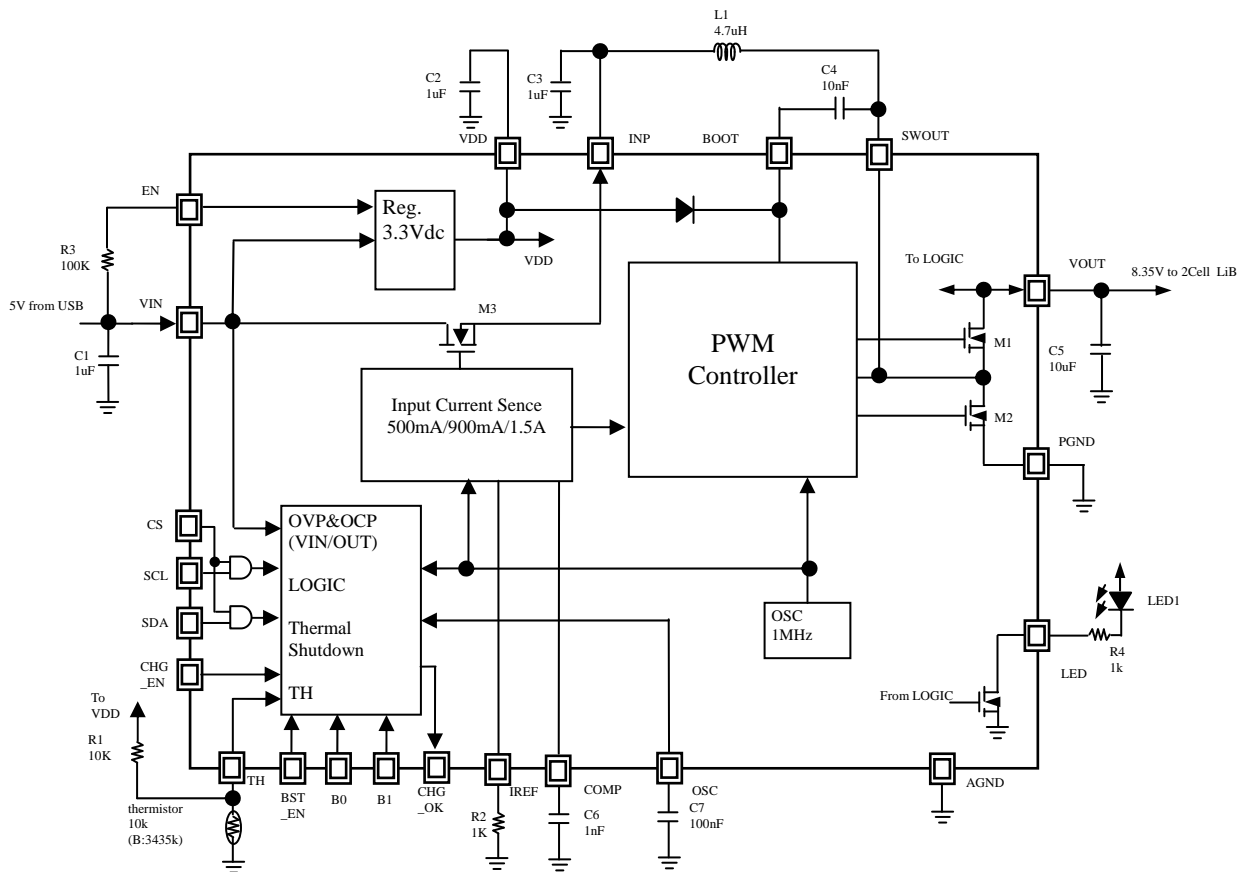 L1
4.7uH
C2
1uF
C3
1uF
C4
10nF
VDD
INP
BOOT
SWOUT
EN
Reg.
3.3Vdc
R3
100K
VDD
To LOGIC
VOUT
8.35V to 2Cell LiB
5V from USB
VIN
M3
C1
1uF
PWM
Controller
M1
C5
10uF
Input Current Sence
500mA/900mA/1.5A
M2
PGND
CS
OVP&OCP
(VIN/OUT)
SCL
LOGIC
SDA
Thermal
Shutdown
OSC
1MHz
LED1
R4
1k
LED
CHG
_EN
TH
From LOGIC
To
VDD
R1
10K
TH
BST
_EN
B0
B1
CHG
_OK
IREF
COMP
OSC
AGND
thermistor
10k
(B:3435k)
R2
1K
C6
1nF
C7
100nF